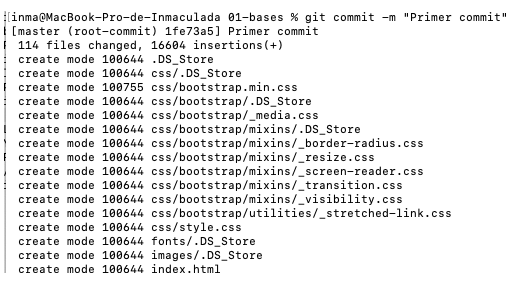 inma@MacBook-Pro-de-Inmaculada 01-bases % git commit -m "Primer commit"
[master (root-commit) 1fe73a5] Primer commit
114 files changed, 16604 insertions(+)
create mode 100644 .DS_Store
create mode 100644 css/.DS_Store
create mode 100755 css/bootstrap.min.css
create mode 100644 css/bootstrap/.DS_Store
create mode 100644 css/bootstrap/_media.css
create mode 100644 css/bootstrap/mixins/.DS_Store
create mode 100644 css/bootstrap/mixins/_border-radius.css
create mode 100644 css/bootstrap/mixins/_resize.css
create mode 100644 css/bootstrap/mixins/_screen-reader.css
create mode 100644 css/bootstrap/mixins/_transition.css
create mode 100644 css/bootstrap/mixins/_visibility.css
create mode 100644 css/bootstrap/utilities/_stretched-link.css
create mode 100644 css/style.css
create mode 100644 fonts/.DS_Store
create mode 100644 images/.DS_Store
create mode 100644 index.html